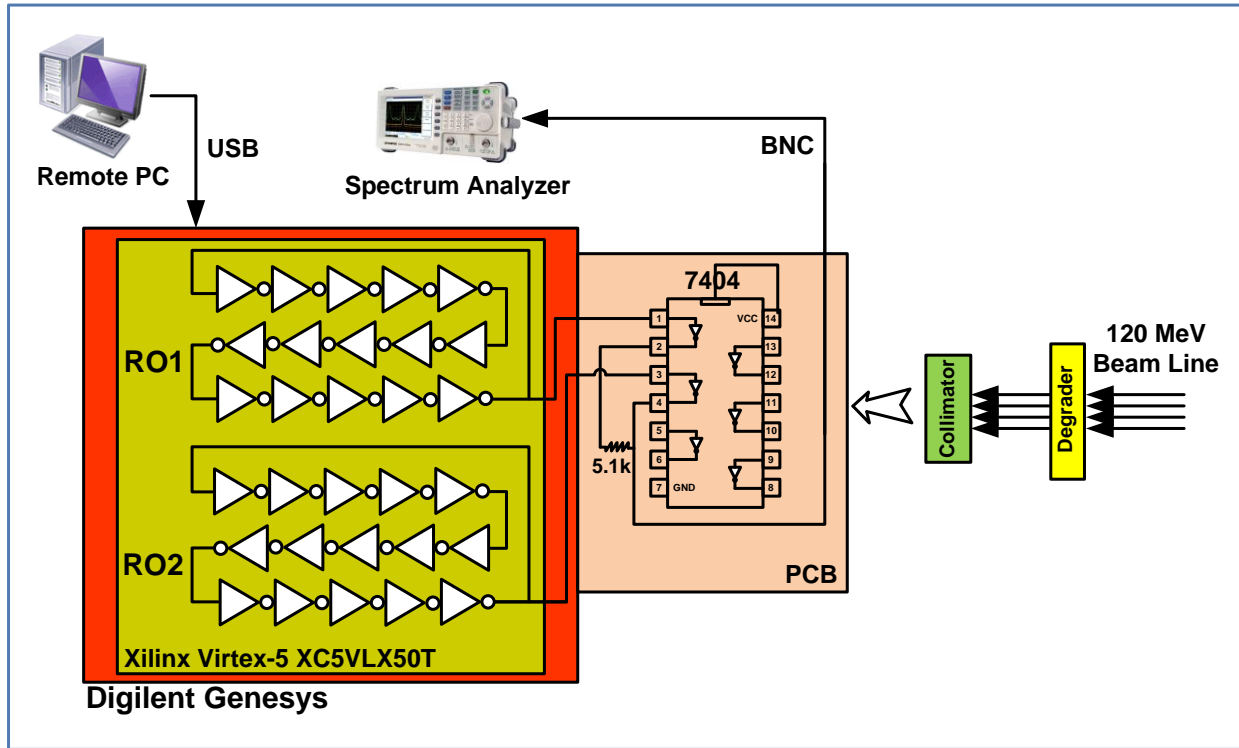 USB
Remote PC
Spectrum Analyzer
BNC
RO1
RO2
Xilinx Virtex-5 XC5VLX50T
Digilent Genesys
7404
1
2
3
4
5
6
7
GND
VCC
14
13
12
11
10
9
8
5.1k
PCB
Collimator
Degrader
120 MeV
Beam Line